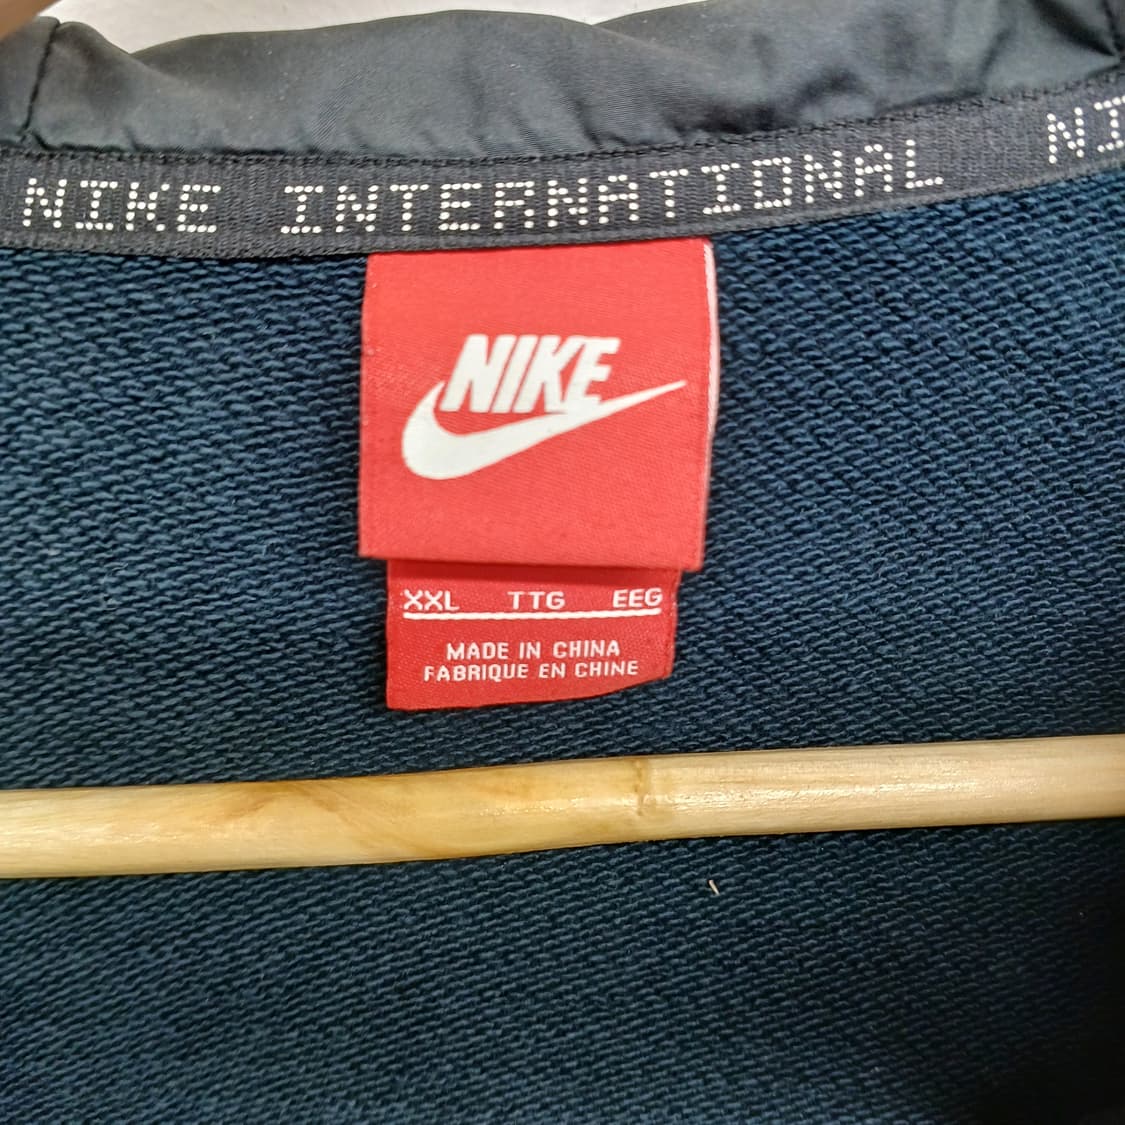 NIKE INTERNATIONAL NI
NIKE
XXL TTG EEG
MADE IN CHINA
FABRIQUE EN CHINE